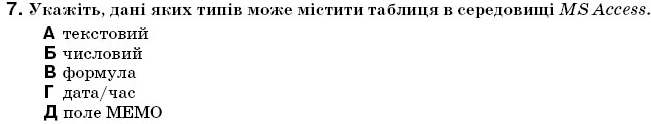 7. Укажіть, дані яких типів може містити таблиця в середовищі MS Access.
А текстовий
Б числовий
В формула
Г дата/час
Д поле МЕМО